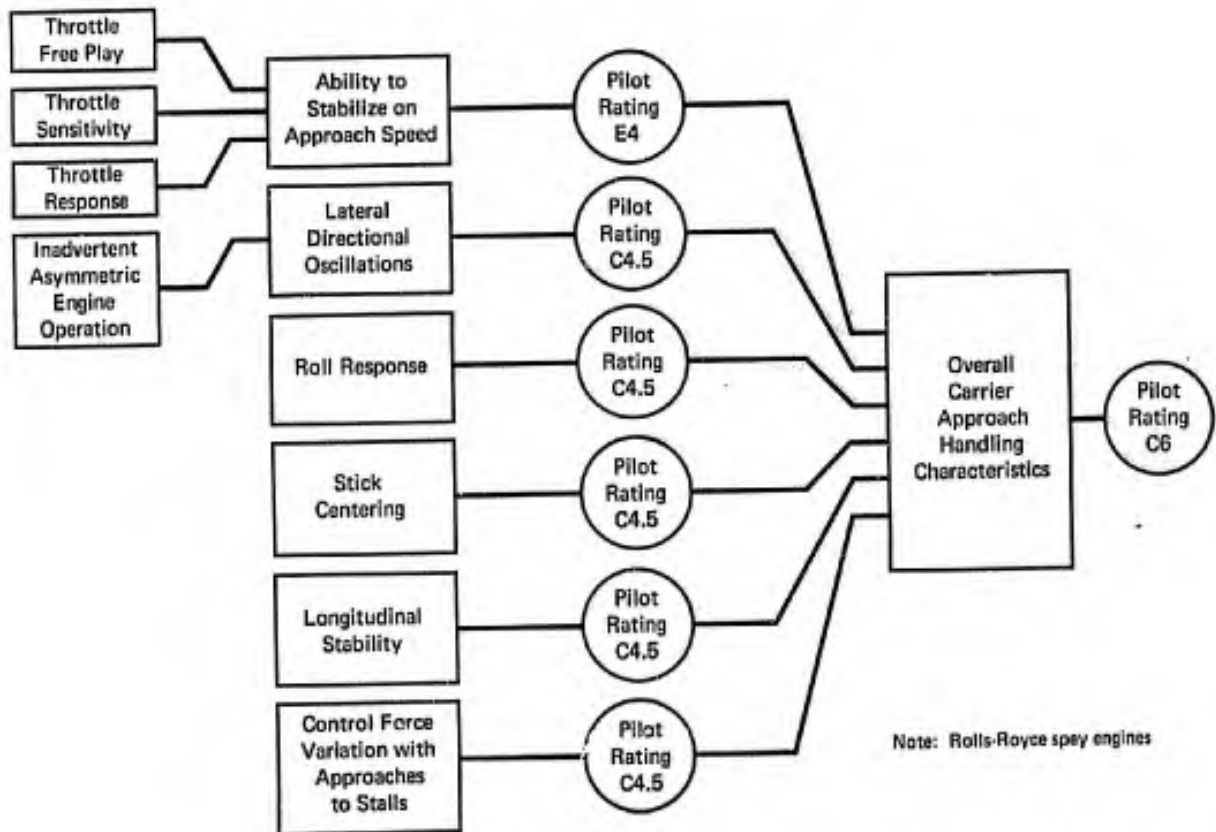 Throttle
Free Play
Throttle
Sensitivity
Throttle
Response
Inadvertent
Asymmetric
Engine
Operation
Ability to
Stabilize on
Approach Speed
Lateral
Directional
Oscillations
Roll Response
Stick
Centering
Longitudinal
Stability
Control Force
Variation with
Approaches
to Stalls
Pilot
Rating
E4
Pilot
Rating
C4.5
Pilot
Rating
C4.5
Pilot
Rating
C4.5
Pilot
Rating
C4.5
Pilot
Rating
C4.5
Overall
Carrier
Approach
Handling
Characteristics
Pilot
Rating
C6
Note: Rolls-Royce spey engines